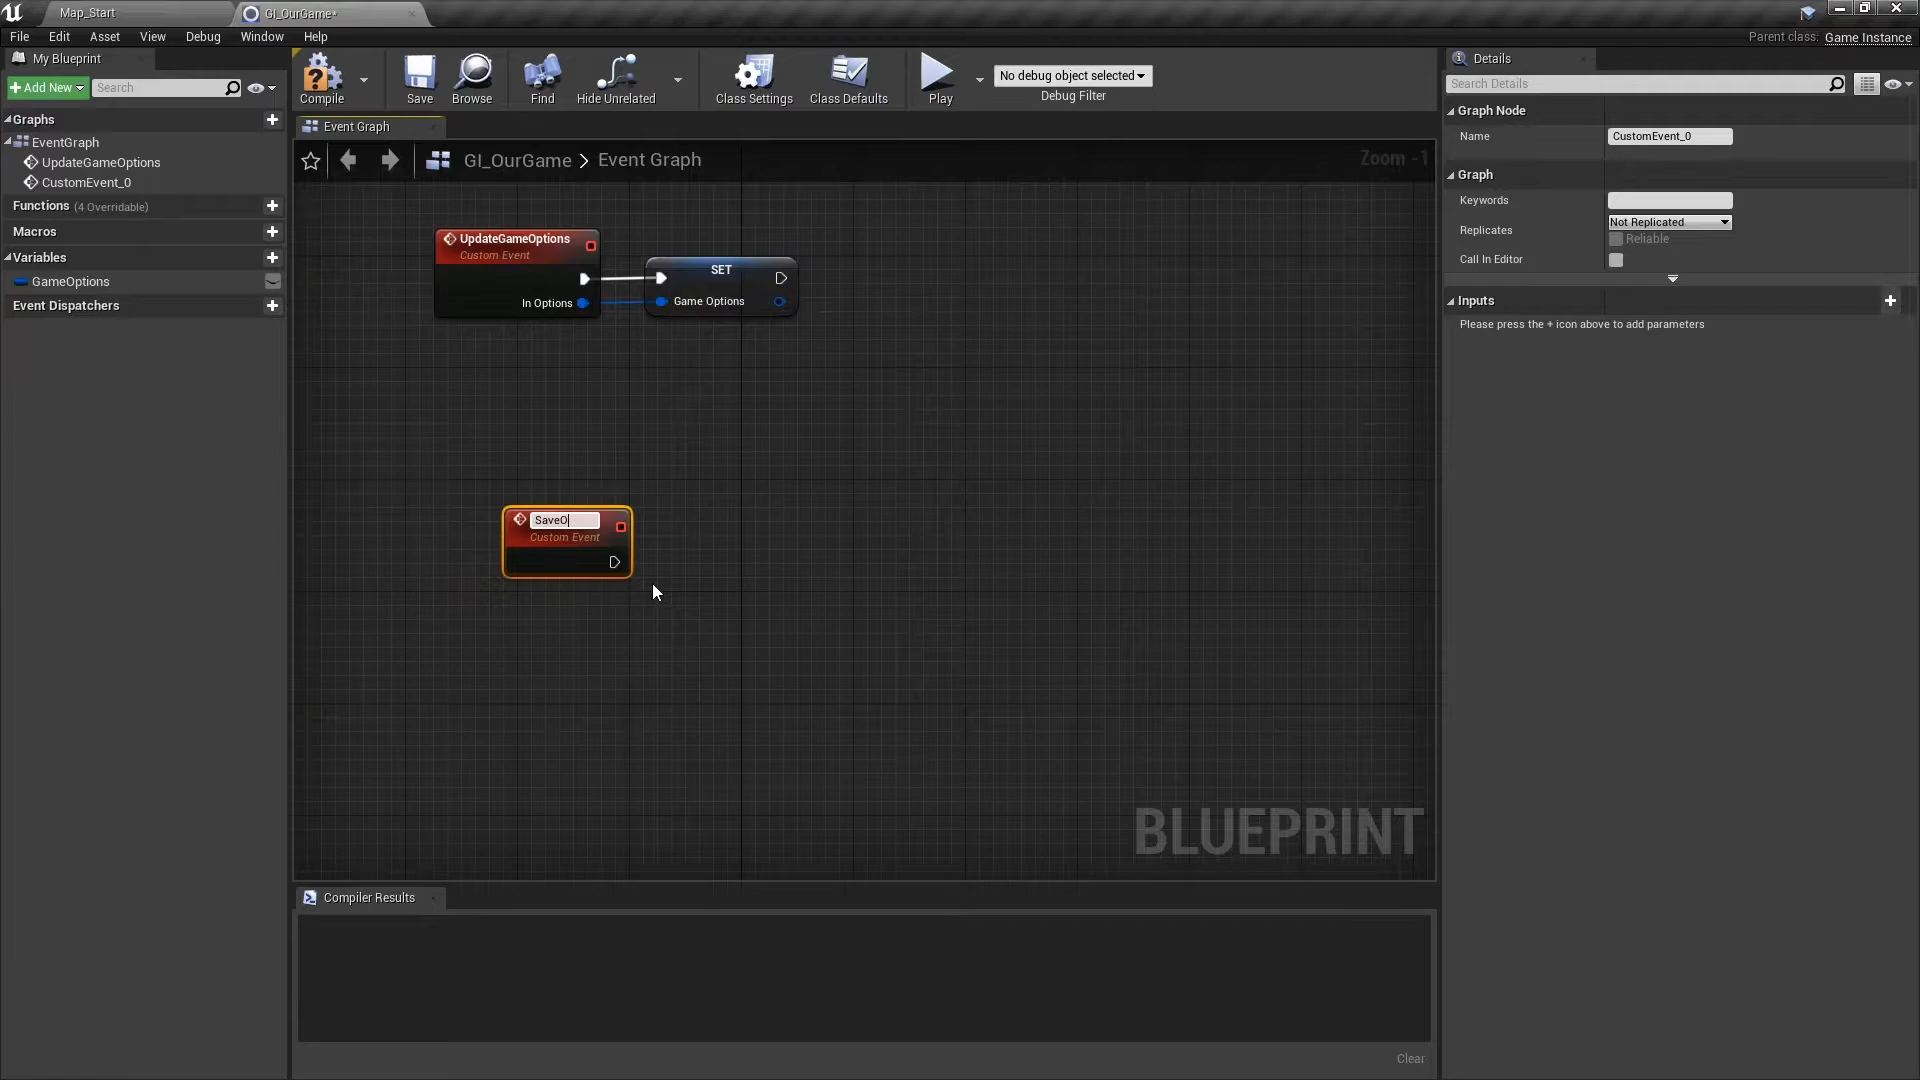 Map_Start
GI_OurGame*
File Edit Asset View Debug Window Help
Parent class: Game Instance
My Blueprint
Add New
Search
Compile
Save
Browse
Find
Hide Unrelated
Class Settings
Class Defaults
Play
No debug object selected
Debug Filter
Details
Search Details
Graphs
EventGraph
UpdateGameOptions
CustomEvent_0
Functions (4 Overridable)
Macros
Variables
GameOptions
Event Dispatchers
Event Graph
GI_OurGame > Event Graph
Zoom -1
UpdateGameOptions
Custom Event
In Options
SET
Game Options
SaveO
Custom Event
BLUEPRINT
Compiler Results
Clear
Graph Node
Name CustomEvent_0
Graph
Keywords
Replicates Not Replicated
Reliable
Call In Editor
Inputs
Please press the + icon above to add parameters